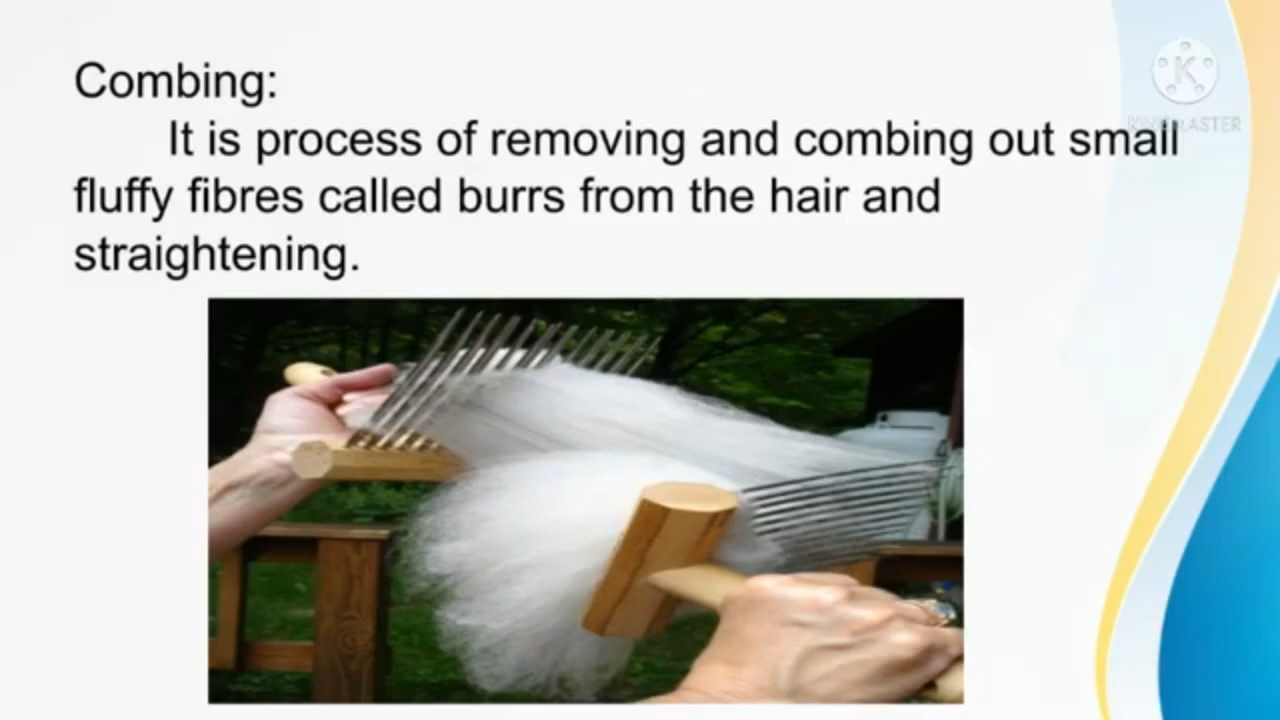 Combing:
It is process of removing and combing out small
fluffy fibres called burrs from the hair and
straightening.
K
KINEMASTER